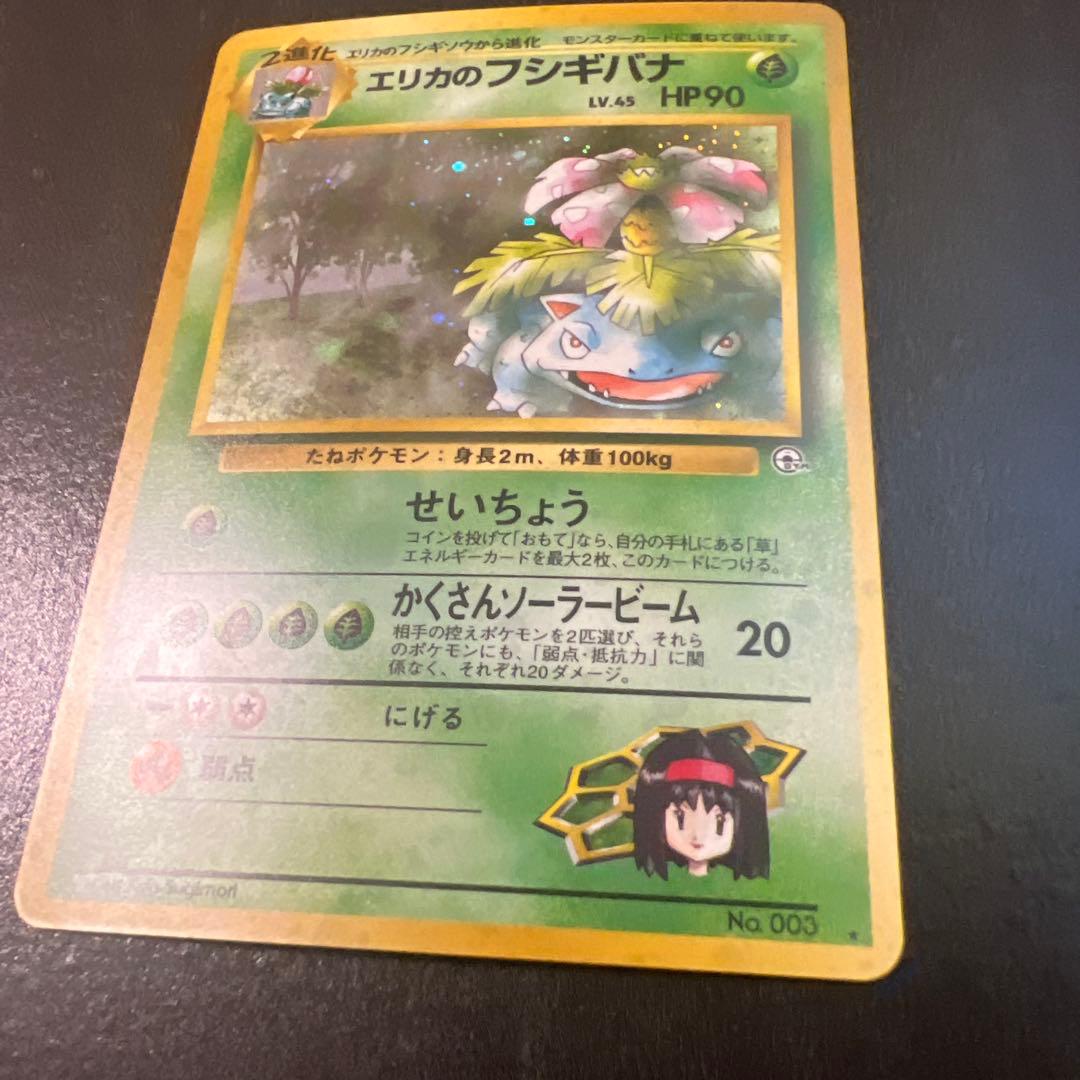 2進化 エリカのフシギソウから進化 モンスターカードに重ねて使います。
エリカのフシギバナ
LV.45 HP90
たねポケモン：身長2m、体重100kg
GYM
せいちょう
コインを投げて「おもて」なら、自分の手札にある「草」
エネルギーカードを最大2枚、このカードにつける。
かくさんソーラービーム 20
相手の控えポケモンを2匹選び、それら
のポケモンにも、「弱点・抵抗力」に関
係なく、それぞれ20ダメージ。
にげる
弱点
Sugimori
No. 003 ★